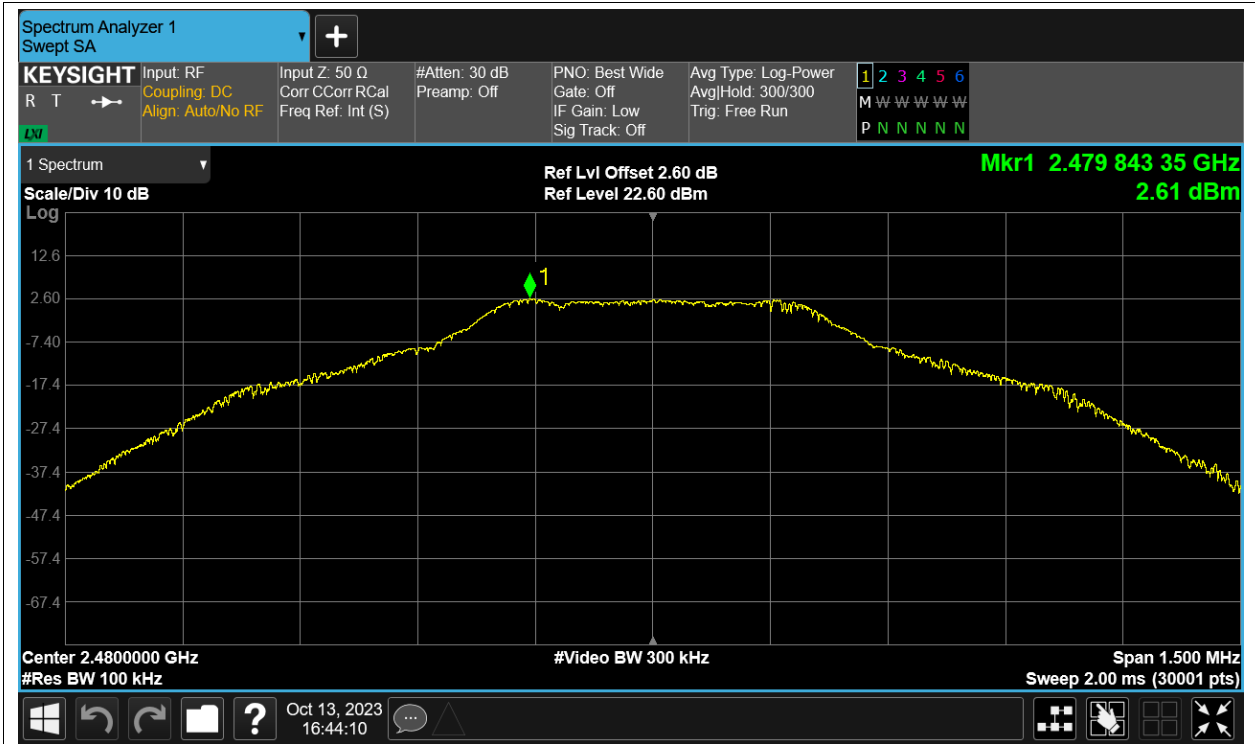 Spectrum Analyzer 1
Swept SA
+
KEYSIGHT
R T
LXI
Input: RF
Coupling: DC
Align: Auto/No RF
Input Z: 50 Ω
Corr CCorr RCal
Freq Ref: Int (S)
#Atten: 30 dB
Preamp: Off
PNO: Best Wide
Gate: Off
IF Gain: Low
Sig Track: Off
Avg Type: Log-Power
Avg|Hold: 300/300
Trig: Free Run
1 2 3 4 5 6
M W W W W W
P N N N N N
1 Spectrum
Scale/Div 10 dB
Log
Ref Lvl Offset 2.60 dB
Ref Level 22.60 dBm
Mkr1 2.479 843 35 GHz
2.61 dBm
12.6
2.60
-7.40
-17.4
-27.4
-37.4
-47.4
-57.4
-67.4
1
Center 2.4800000 GHz
#Res BW 100 kHz
#Video BW 300 kHz
Span 1.500 MHz
Sweep 2.00 ms (30001 pts)
?
Oct 13, 2023
16:44:10